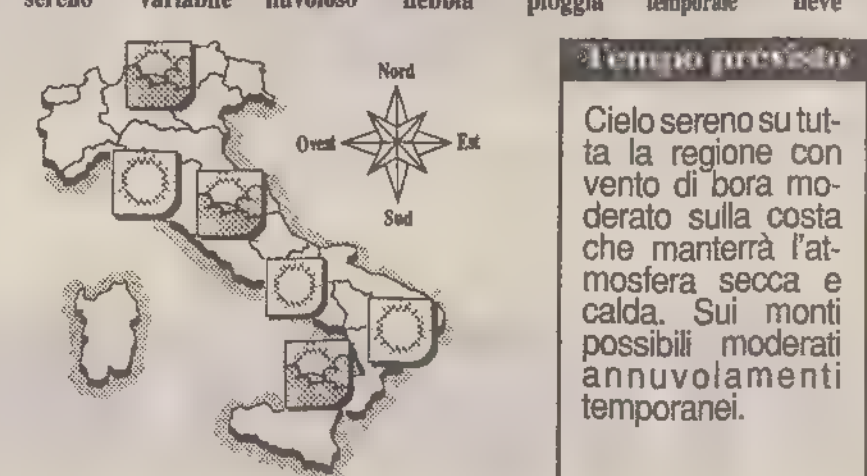 sereno variabile nuvoloso nebbia pioggia temporale neve
Nord
Ovest Est
Sud
Tempo previsto
Cielo sereno su tut-
ta la regione con
vento di bora mo-
derato sulla costa
che manterrà l'at-
mosfera secca e
calda. Sui monti
possibili moderati
annuvolamenti
temporanei.